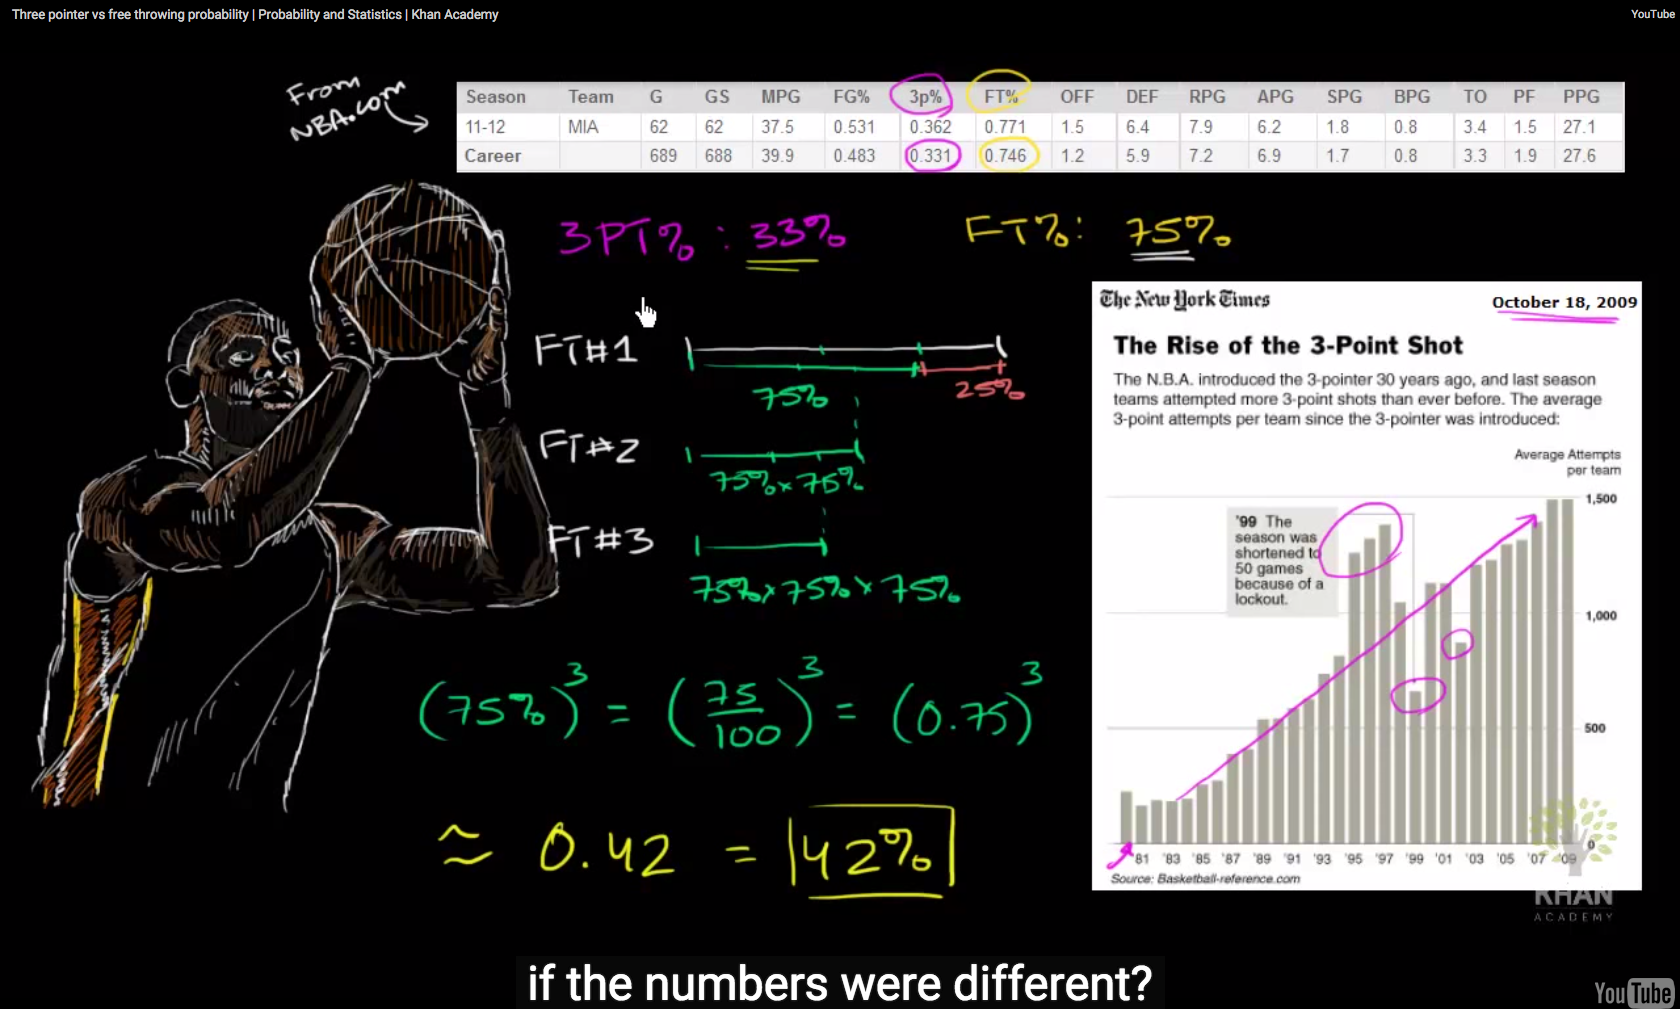 Three pointer vs free throwing probability | Probability and Statistics | Khan Academy
YouTube
From
NBA.com
Season Team G GS MPG FG% 3p% FT% OFF DEF RPG APG SPG BPG TO PF PPG
11-12 MIA 62 62 37.5 0.531 0.362 0.771 1.5 6.4 7.9 6.2 1.8 0.8 3.4 1.5 27.1
Career 689 688 39.9 0.483 0.331 0.746 1.2 5.9 7.2 6.9 1.7 0.8 3.3 1.9 27.6
3PT% : 33%
FT% : 75%
FT#1
75%
25%
FT#2
75% × 75%
FT#3
75% × 75% × 75%
(75%)³ = (75/100)³ = (0.75)³
≈ 0.42 = 42%
The New York Times
October 18, 2009
The Rise of the 3-Point Shot
The N.B.A. introduced the 3-pointer 30 years ago, and last season
teams attempted more 3-point shots than ever before. The average
3-point attempts per team since the 3-pointer was introduced:
Average Attempts
per team
1,500
'99 The
season was
shortened to
50 games
because of a
lockout.
1,000
500
0
'81 '83 '85 '87 '89 '91 '93 '95 '97 '99 '01 '03 '05 '07 '09
Source: Basketball-reference.com
KHAN
ACADEMY
if the numbers were different?
YouTube